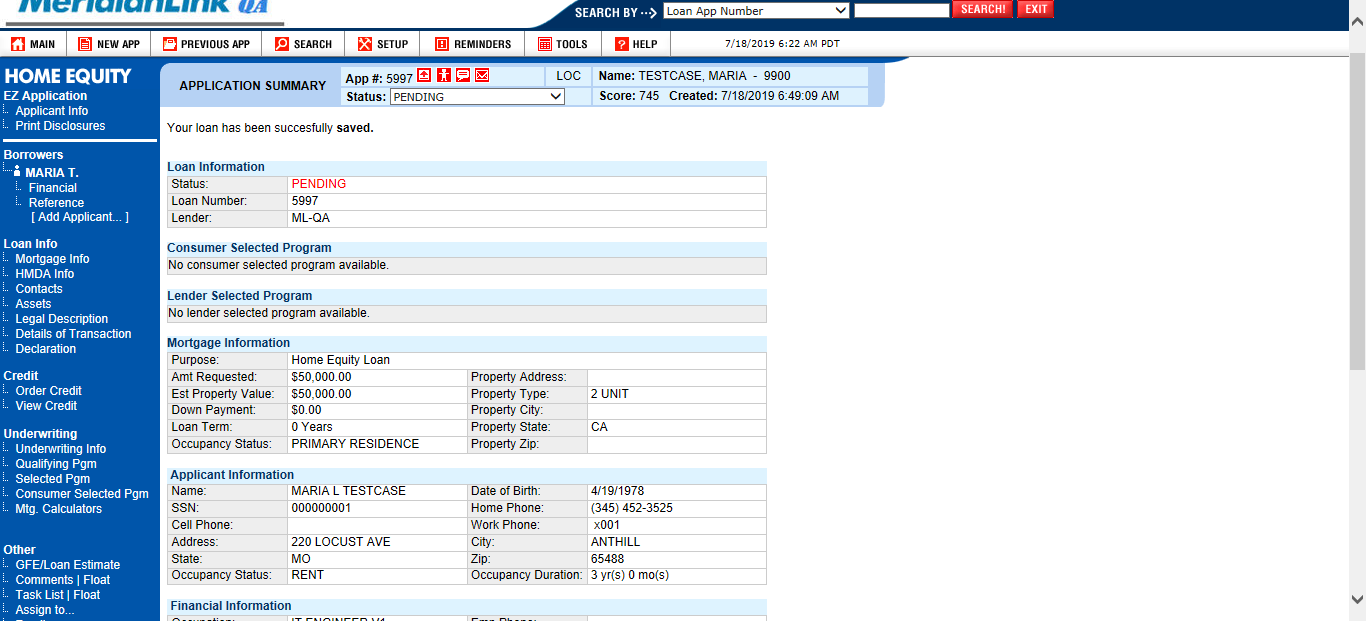 MeridianLink QA
SEARCH BY --> Loan App Number SEARCH! EXIT
MAIN NEW APP PREVIOUS APP SEARCH SETUP REMINDERS TOOLS HELP 7/18/2019 6:22 AM PDT
HOME EQUITY
EZ Application
Applicant Info
Print Disclosures
Borrowers
MARIA T.
Financial
Reference
[ Add Applicant... ]
Loan Info
Mortgage Info
HMDA Info
Contacts
Assets
Legal Description
Details of Transaction
Declaration
Credit
Order Credit
View Credit
Underwriting
Underwriting Info
Qualifying Pgm
Selected Pgm
Consumer Selected Pgm
Mtg. Calculators
Other
GFE/Loan Estimate
Comments | Float
Task List | Float
Assign to...
APPLICATION SUMMARY
App #: 5997 LOC Name: TESTCASE, MARIA - 9900
Status: PENDING Score: 745 Created: 7/18/2019 6:49:09 AM
Your loan has been succesfully saved.
Loan Information
Status: PENDING
Loan Number: 5997
Lender: ML-QA
Consumer Selected Program
No consumer selected program available.
Lender Selected Program
No lender selected program available.
Mortgage Information
Purpose: Home Equity Loan
Amt Requested: $50,000.00 Property Address:
Est Property Value: $50,000.00 Property Type: 2 UNIT
Down Payment: $0.00 Property City:
Loan Term: 0 Years Property State: CA
Occupancy Status: PRIMARY RESIDENCE Property Zip:
Applicant Information
Name: MARIA L TESTCASE Date of Birth: 4/19/1978
SSN: 000000001 Home Phone: (345) 452-3525
Cell Phone: Work Phone: x001
Address: 220 LOCUST AVE City: ANTHILL
State: MO Zip: 65488
Occupancy Status: RENT Occupancy Duration: 3 yr(s) 0 mo(s)
Financial Information
Occupation: IT ENGINEER V1 Emp Phone: